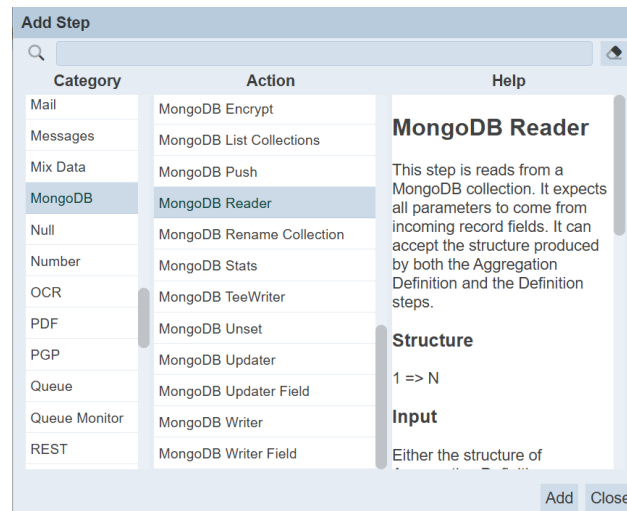 Add Step
Category
Action
Help
Mail
Messages
Mix Data
MongoDB
Null
Number
OCR
PDF
PGP
Queue
Queue Monitor
REST
MongoDB Encrypt
MongoDB List Collections
MongoDB Push
MongoDB Reader
MongoDB Rename Collection
MongoDB Stats
MongoDB TeeWriter
MongoDB Unset
MongoDB Updater
MongoDB Updater Field
MongoDB Writer
MongoDB Writer Field
MongoDB Reader
This step is reads from a
MongoDB collection. It expects
all parameters to come from
incoming record fields. It can
accept the structure produced
by both the Aggregation
Definition and the Definition
steps.
Structure
1 => N
Input
Either the structure of
Add
Close